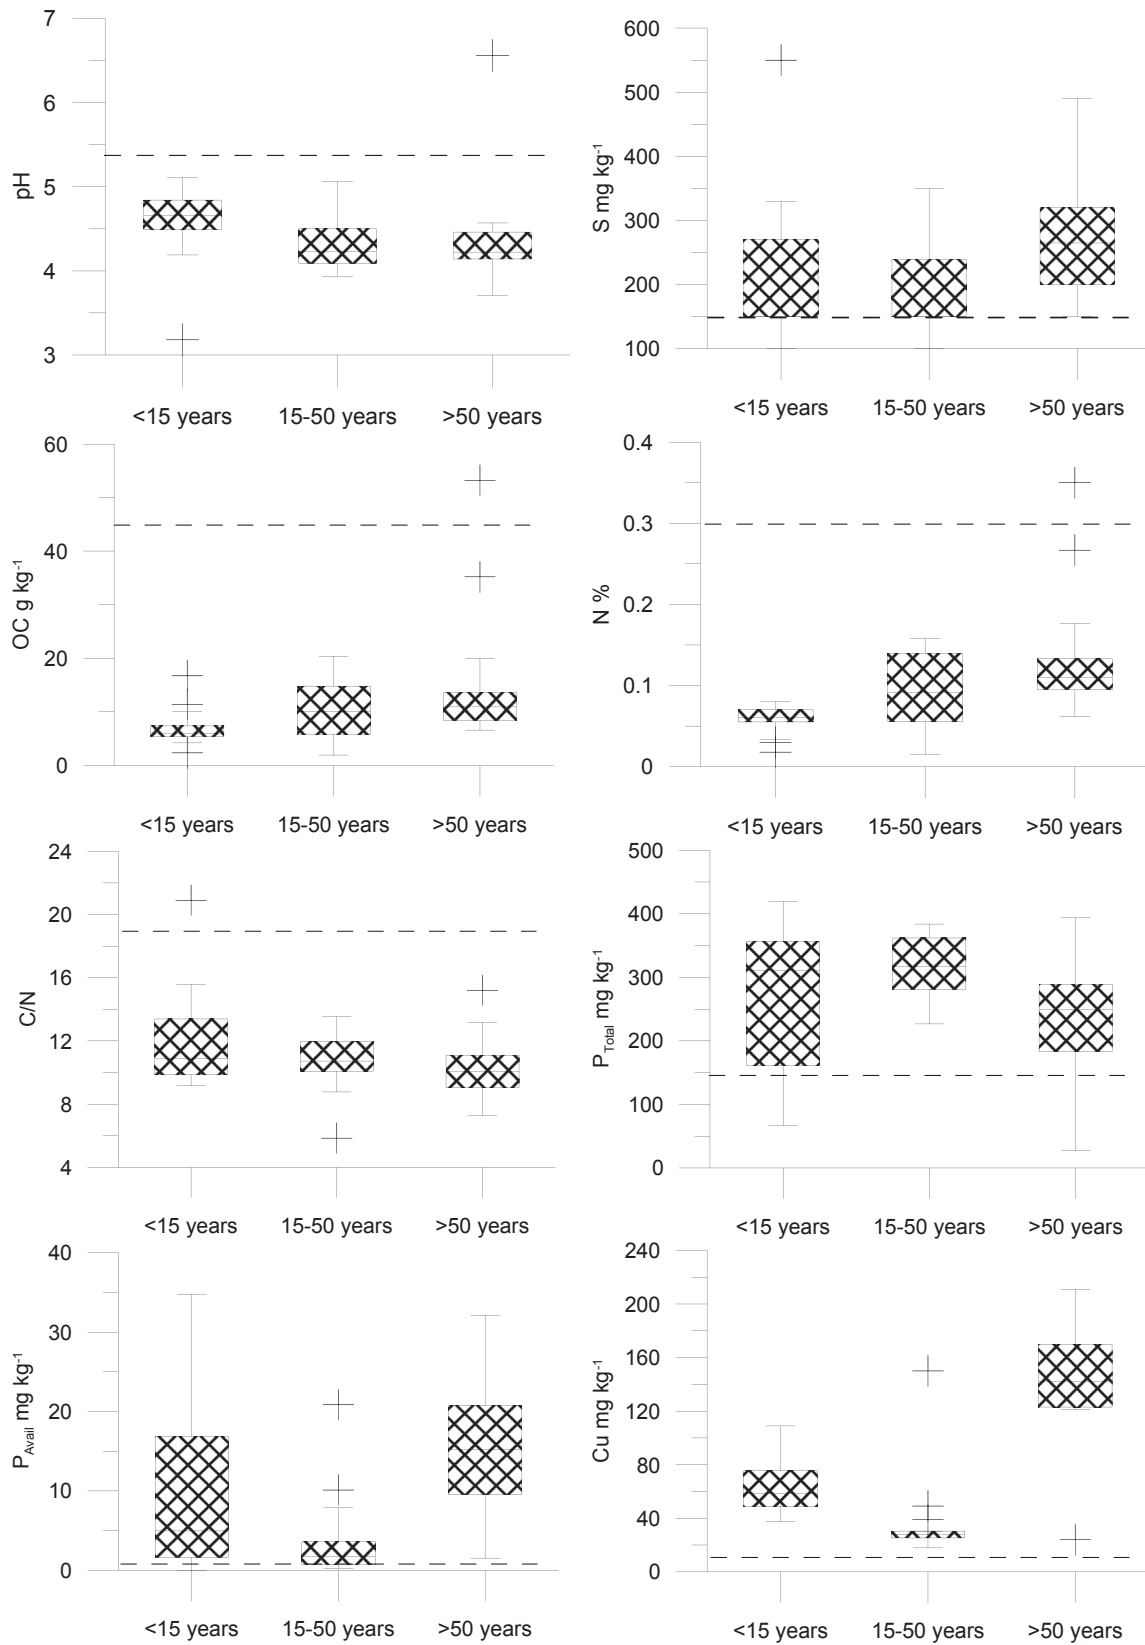 7
6
5
4
3
pH
<15 years
15-50 years
>50 years
600
500
400
300
200
100
S mg kg-1
<15 years
15-50 years
>50 years
60
40
20
0
OC g kg-1
<15 years
15-50 years
>50 years
0.4
0.3
0.2
0.1
0
N %
<15 years
15-50 years
>50 years
24
20
16
12
8
4
C/N
<15 years
15-50 years
>50 years
500
400
300
200
100
0
PTotal mg kg-1
<15 years
15-50 years
>50 years
40
30
20
10
0
PAvail mg kg-1
<15 years
15-50 years
>50 years
240
200
160
120
80
40
0
Cu mg kg-1
<15 years
15-50 years
>50 years